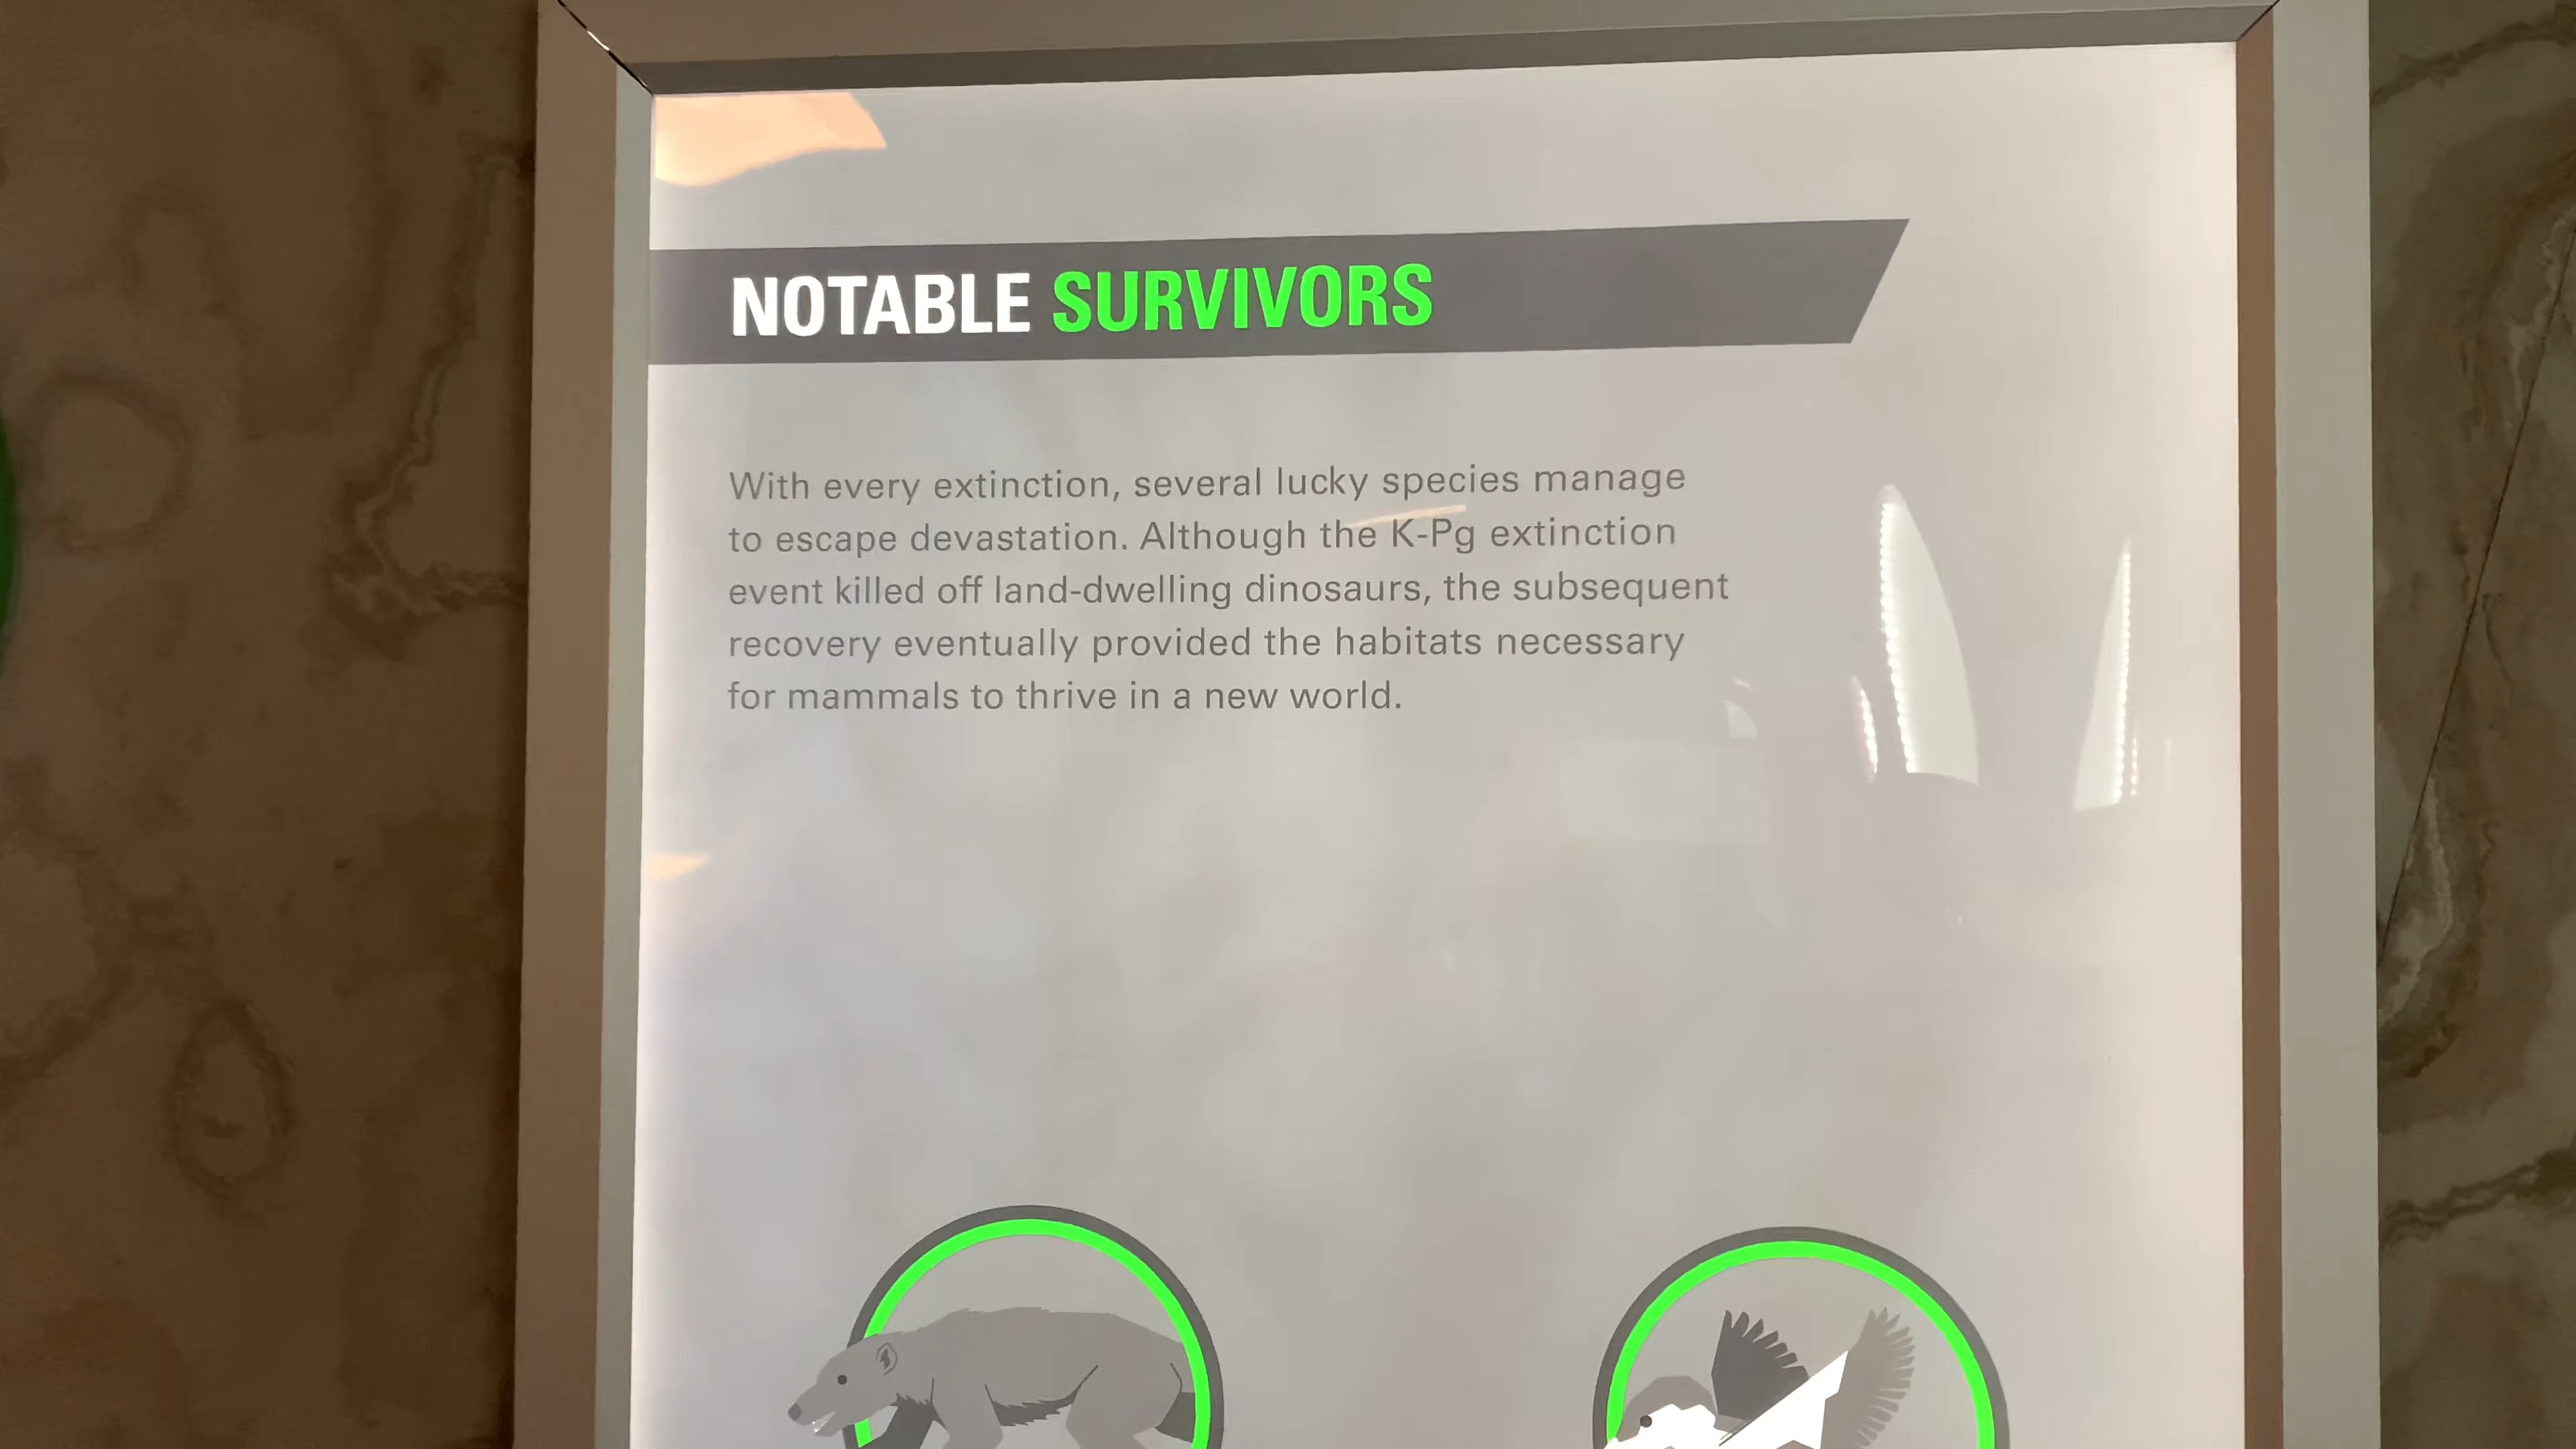 NOTABLE SURVIVORS
With every extinction, several lucky species manage
to escape devastation. Although the K-Pg extinction
event killed off land-dwelling dinosaurs, the subsequent
recovery eventually provided the habitats necessary
for mammals to thrive in a new world.